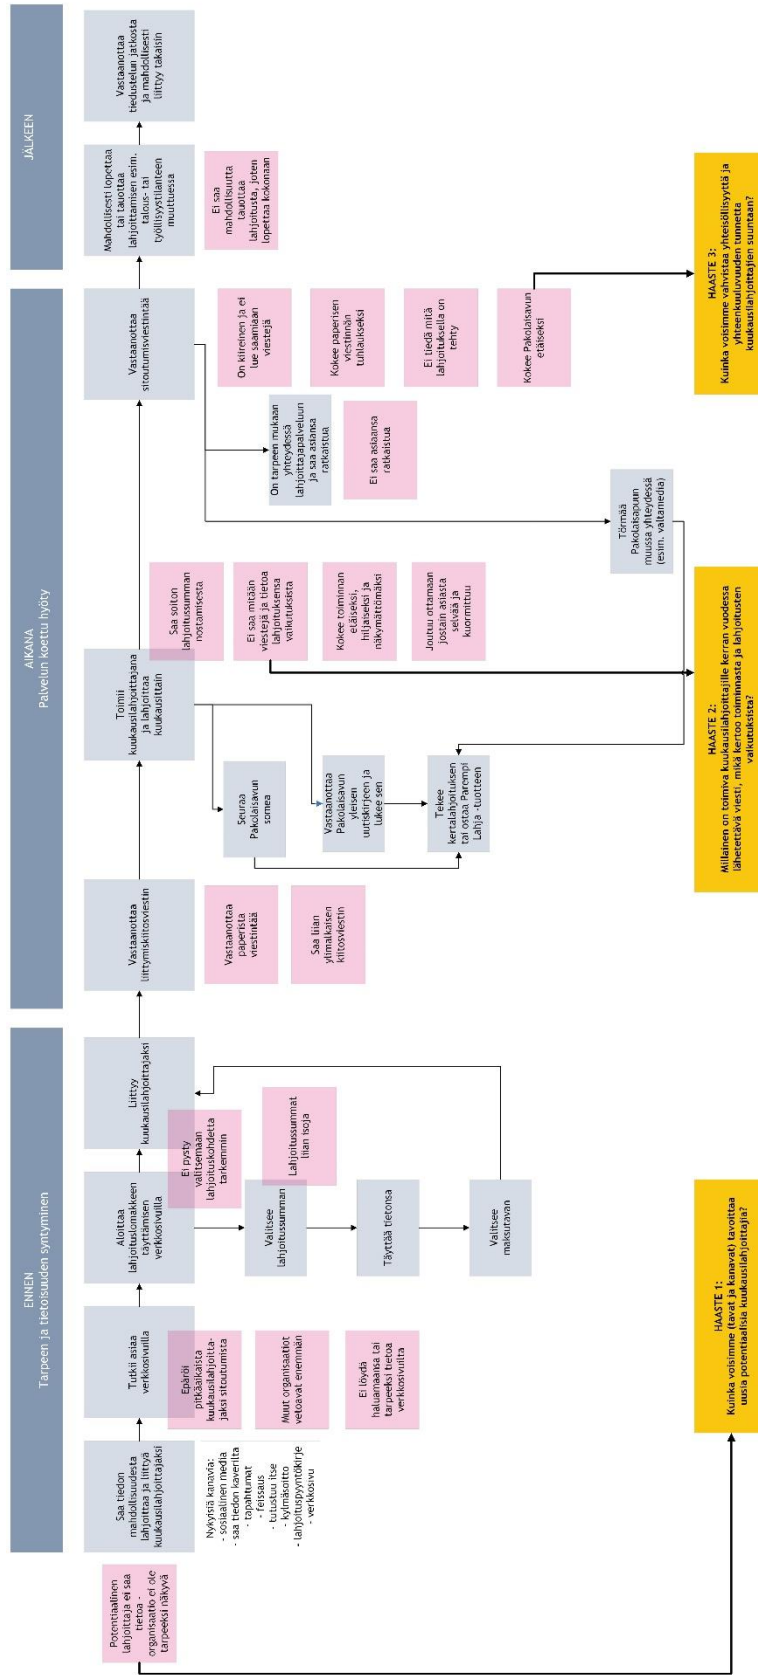 ENNEN
Tarpeen ja tietoisuuden syntyminen
AIKANA
Palvelun koettu hyöty
JÄLKEEN
Potentiaalinen
lahjoittaja ei saa
tietoa -
organisaatio ei ole
tarpeeksi näkyvä
Saa tiedon
mahdollisuudesta
lahjoittaa ja liittyä
kuukausilahjoittajaksi
Nykyisiä kanavia:
- sosiaalinen media
- saa tiedon kaverilta
- tapahtumat
- feissaus
- tutustuu itse
- kylmäsoitto
- lahjoituspyyntökirje
- verkkosivu
Tutkii asiaa
verkkosivuilla
Epäröi
pitkäaikaista
kuukausilahjoitta-
jaksi sitoutumista
Muut organisaatiot
vetoavat enemmän
Ei löydä
haluamaansa tai
tarpeeksi tietoa
verkkosivuilta
Aloittaa
lahjoituslomakkeen
täyttämisen
verkkosivuilla
Ei pysty
valitsemaan
lahjoituskohdetta
tarkemmin
Valitsee
lahjoitussumman
Lahjoitussummat
liian isoja
Täyttää tietonsa
Valitsee
maksutavan
Liittyy
kuukausilahjoittajaksi
Vastaanottaa
liittymiskiitosviestin
Vastaanottaa
paperista
viestintää
Saa liian
ylimalkaisen
kiitosviestin
Toimii
kuukausilahjoittajana
ja lahjoittaa
kuukausittain
Seuraa
Pakolaisavun
somea
Vastaanottaa
Pakolaisavun
yleisen
uutiskirjeen ja
lukee sen
Tekee
kertalahjoituksen
tai ostaa Parempi
Lahja -tuotteen
Saa soiton
lahjoitussumman
nostamisesta
Ei saa mitään
viestejä ja tietoa
lahjoituksensa
vaikutuksista
Kokee toiminnan
etäiseksi,
hiljaiseksi ja
näkymättömäksi
Joutuu ottamaan
jostain asiasta
selvää ja
kuormittuu
Vastaanottaa
sitoutumisviestintää
On tarpeen mukaan
yhteydessä
lahjoittajapalveluun
ja saa asiansa
ratkaistua
Ei saa asiaansa
ratkaistua
Törmää
Pakolaisapuun
muussa yhteydessä
(esim. valtamedia)
On kiireinen ja ei
lue saamiaan
viestejä
Kokee paperisen
viestinnän
tuhlaukseksi
Ei tiedä mitä
lahjoituksella on
tehty
Kokee Pakolaisavun
etäiseksi
Mahdollisesti lopettaa
tai tauottaa
lahjoittamisen esim.
talous- tai
työllisyystilanteen
muuttuessa
Ei saa
mahdollisuutta
tauottaa
lahjoitusta, joten
lopettaa kokonaan
Vastaanottaa
tiedustelun jatkosta
ja mahdollisesti
liittyy takaisin
HAASTE 1:
Kuinka voisimme (tavat ja kanavat) tavoittaa
uusia potentiaalisia kuukausilahjoittajia?
HAASTE 2:
Millainen on toimiva kuukausilahjoittajille kerran vuodessa
lähetettävä viesti, mikä kertoo toiminnasta ja lahjoitusten
vaikutuksista?
HAASTE 3:
Kuinka voisimme vahvistaa yhteisöllisyyttä ja
yhteenkuuluvuuden tunnetta
kuukausilahjoittajien suuntaan?